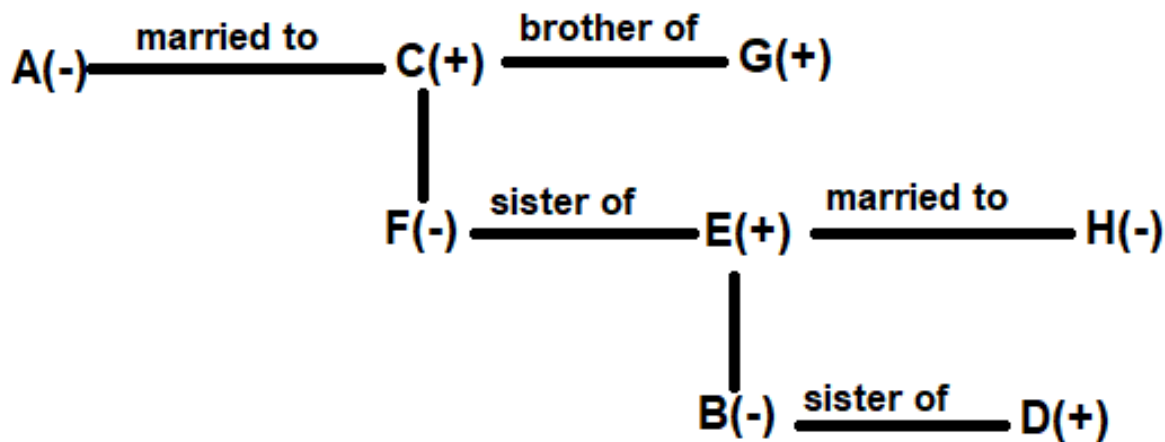 A(-) married to C(+) brother of G(+)
F(-) sister of E(+) married to H(-)
B(-) sister of D(+)